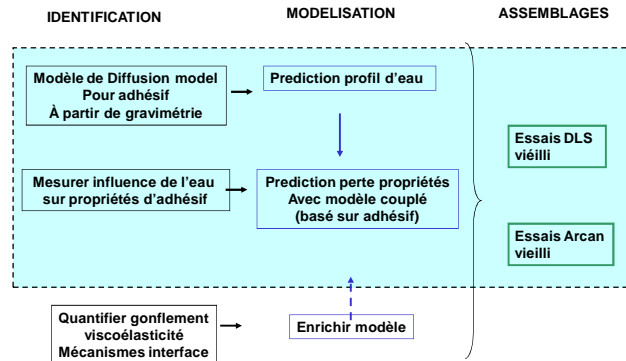 IDENTIFICATION
MODELISATION
ASSEMBLAGES
Modèle de Diffusion model
Pour adhésif
À partir de gravimétrie
Prediction profil d'eau
Essais DLS
viéilli
Mesurer influence de l'eau
sur propriétés d'adhésif
Prediction perte propriétés
Avec modèle couplé
(basé sur adhésif)
Essais Arcan
vieilli
Quantifier gonflement
viscoélasticité
Mécanismes interface
Enrichir modèle